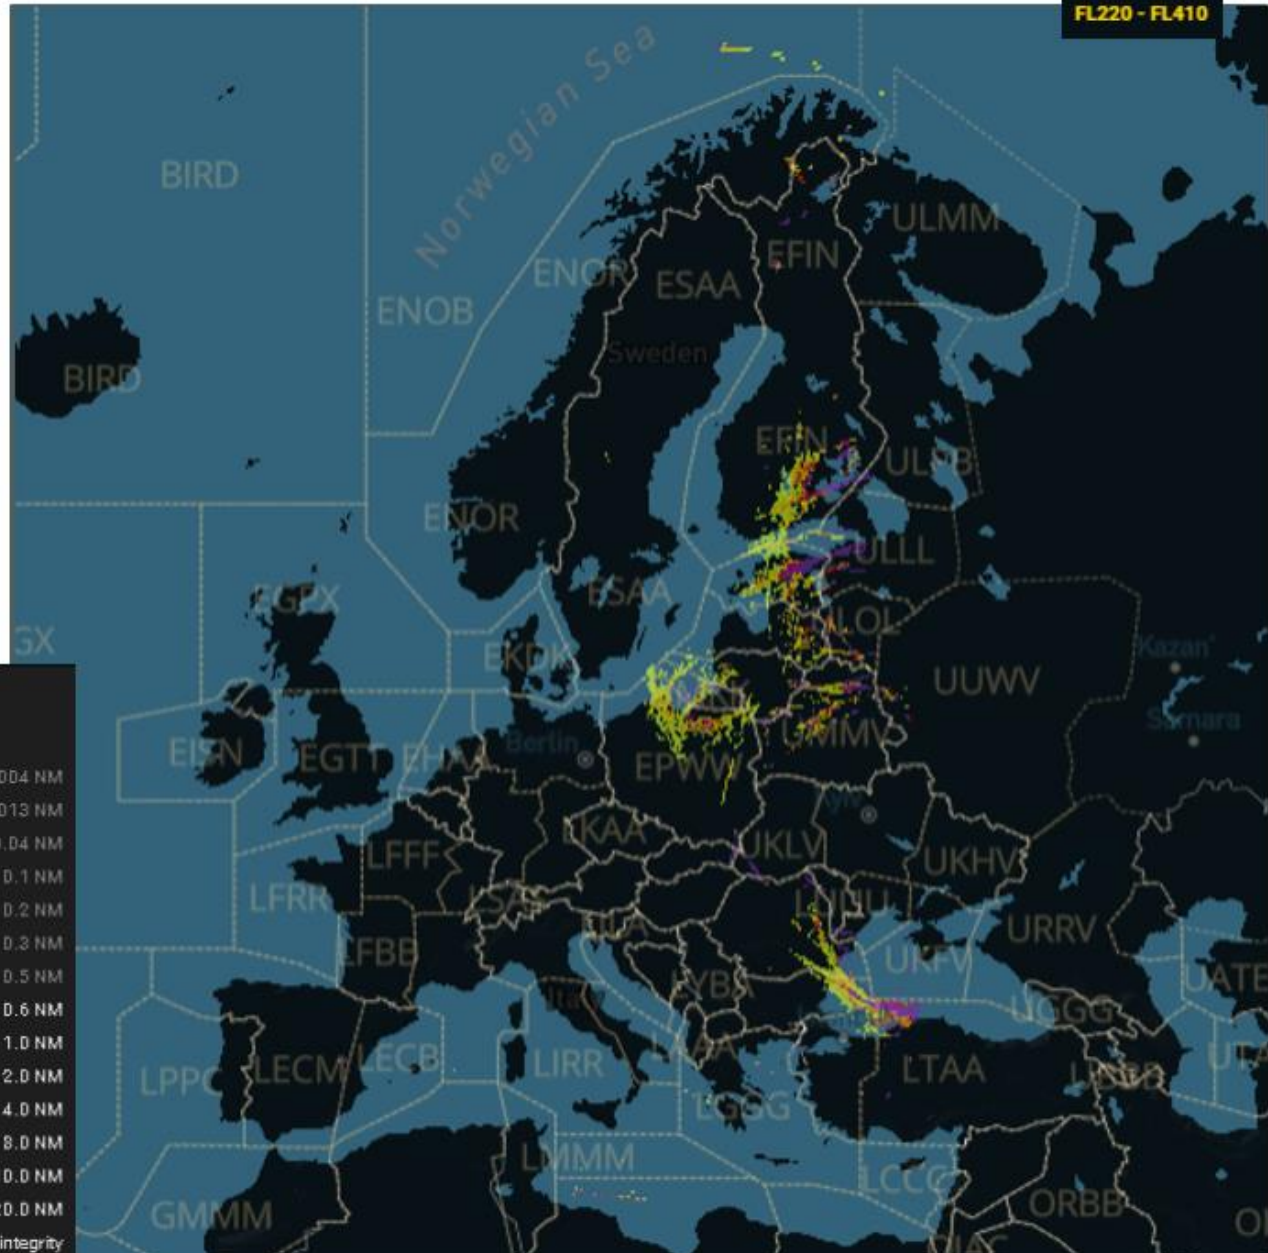 FL220 - FL410
Norwegian Sea
BIRD
ULMM
EFIN
ENOR
ESAA
ENOB
Sweden
BIRD
EFIN
ENOR
ULLL
ESAA
EGPX
GX
EKDK
Kazan'
UUWV
Samara
UMMV
EISN
EGTT
Berlin
EPWW
004 NM
013 NM
0.04 NM
0.1 NM
0.2 NM
0.3 NM
0.5 NM
0.6 NM
1.0 NM
2.0 NM
4.0 NM
8.0 NM
0.0 NM
20.0 NM
integrity
LKAA
UKLV
UKHV
LFFF
LFRR
URRV
LFBB
UKFV
UATE
UGGG
LPPC
LECM
LECB
LIRR
LTAA
LGGG
LMMM
LCCC
GMMM
ORBB